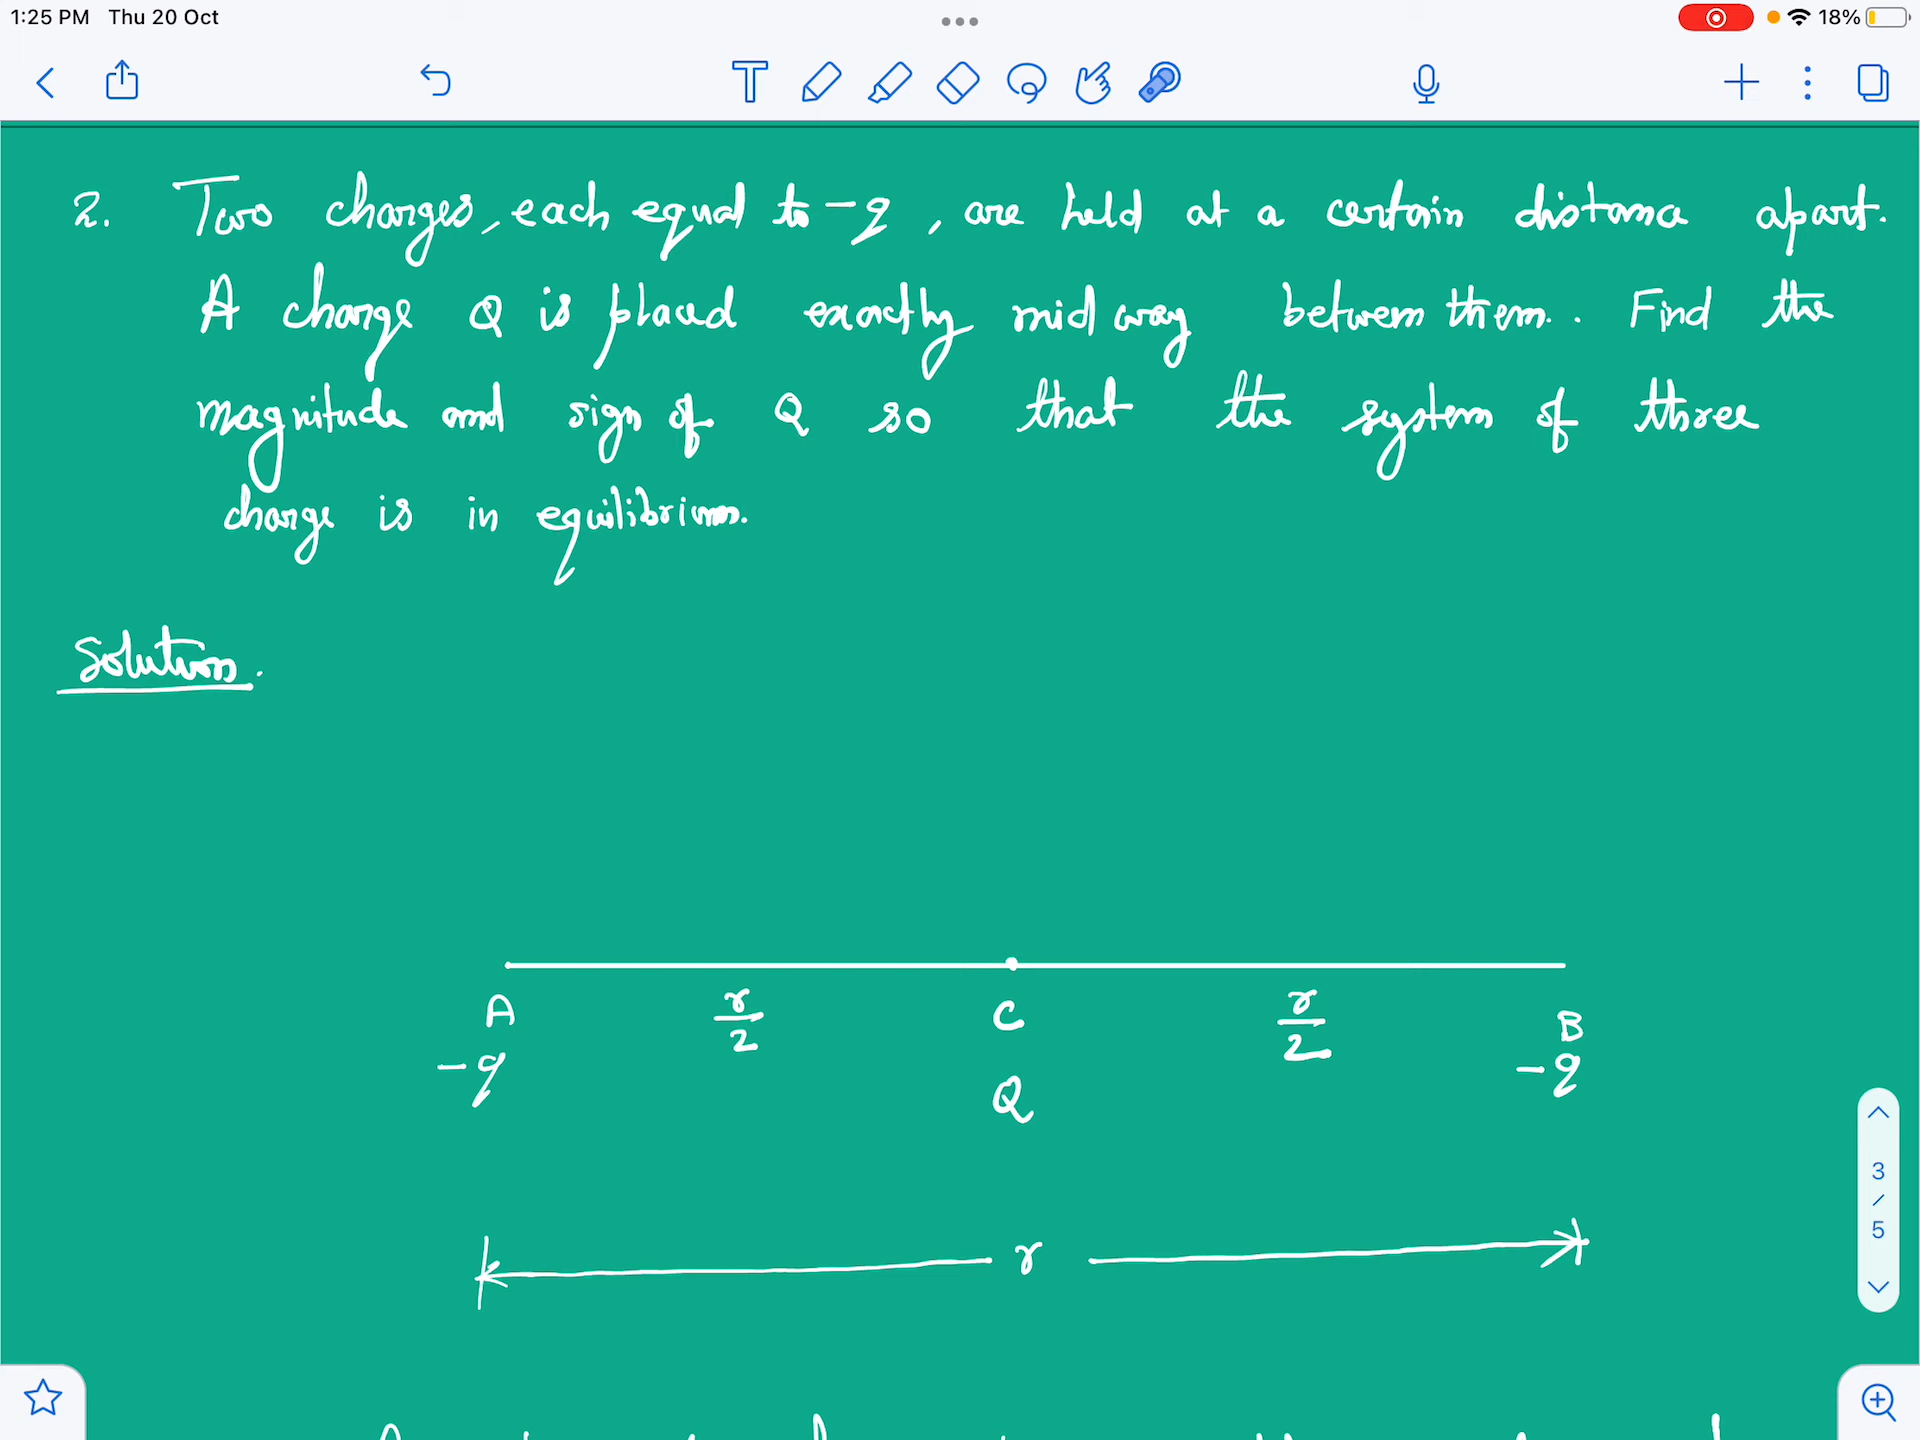 1:25 PM Thu 20 Oct
18%
2. Two charges, each equal to -q, are held at a certain distance apart.
A charge Q is placed exactly mid way between them. Find the
magnitude and sign of Q so that the system of three
charge is in equilibrium.
Solution.
A r/2 C r/2 B
-q Q -q
r
3
/
5